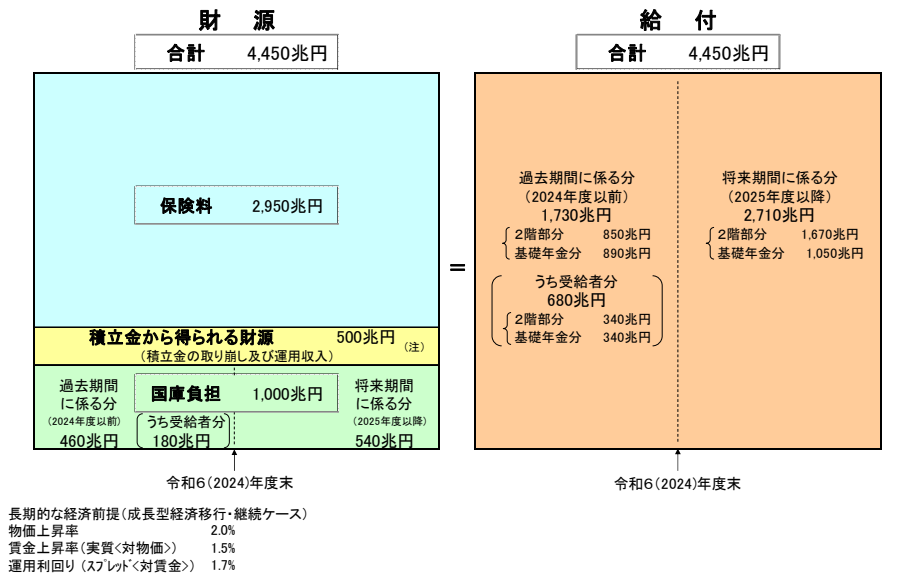 財　源
合計　4,450兆円
保険料　2,950兆円
積立金から得られる財源　500兆円（注）
（積立金の取り崩し及び運用収入）
国庫負担　1,000兆円
過去期間
に係る分
（2024年度以前）
460兆円
うち受給者分
180兆円
将来期間
に係る分
（2025年度以降）
540兆円
令和６（2024）年度末
＝
給　付
合計　4,450兆円
過去期間に係る分
（2024年度以前）
1,730兆円
２階部分　850兆円
基礎年金分　890兆円
うち受給者分
680兆円
２階部分　340兆円
基礎年金分　340兆円
将来期間に係る分
（2025年度以降）
2,710兆円
２階部分　1,670兆円
基礎年金分　1,050兆円
令和６（2024）年度末
長期的な経済前提（成長型経済移行・継続ケース）
物価上昇率　2.0%
賃金上昇率（実質<対物価>）　1.5%
運用利回り（ｽﾌﾟﾚｯﾄﾞ<対賃金>）　1.7%